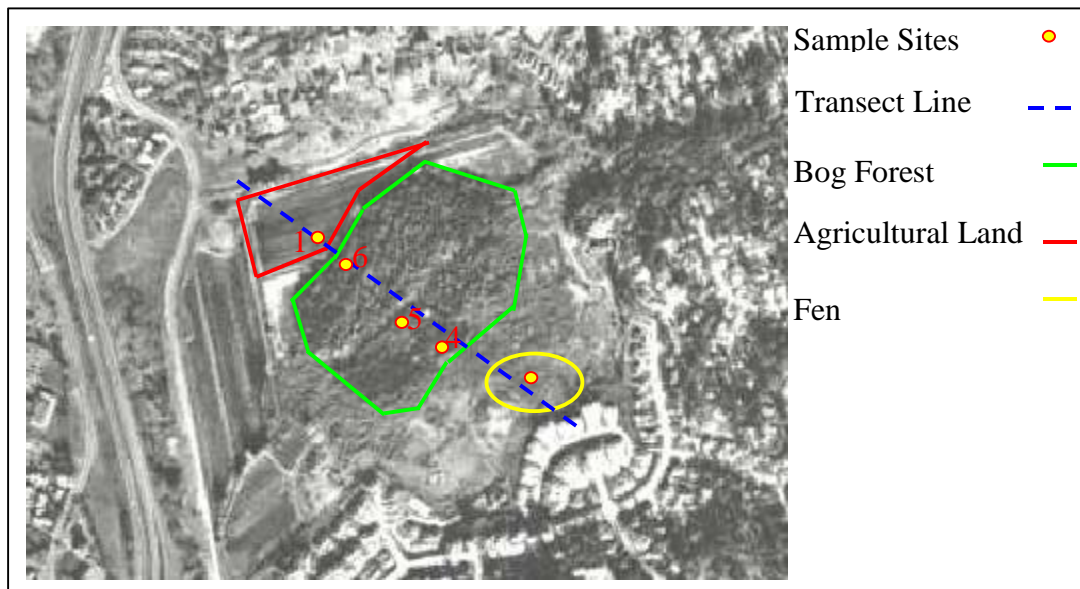 Sample Sites
Transect Line
Bog Forest
Agricultural Land
Fen
1
6
5
4